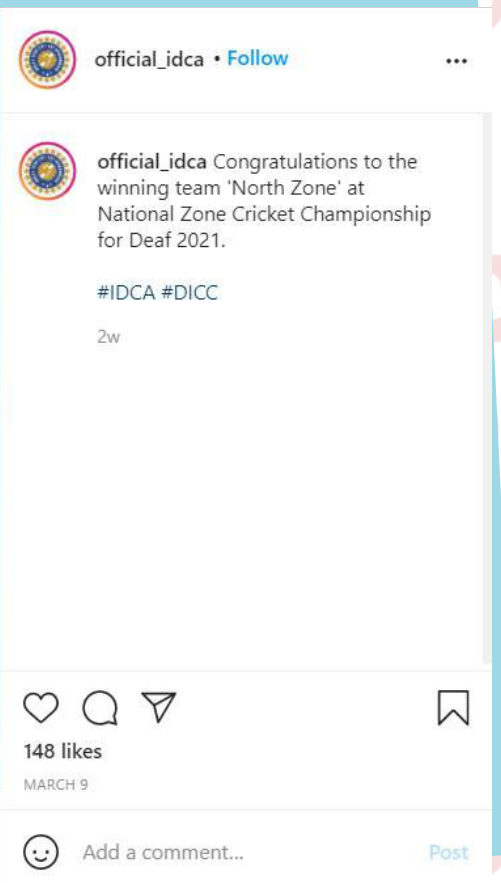 official_idca • Follow
official_idca Congratulations to the
winning team 'North Zone' at
National Zone Cricket Championship
for Deaf 2021.
#IDCA #DICC
2w
148 likes
MARCH 9
Add a comment...
Post